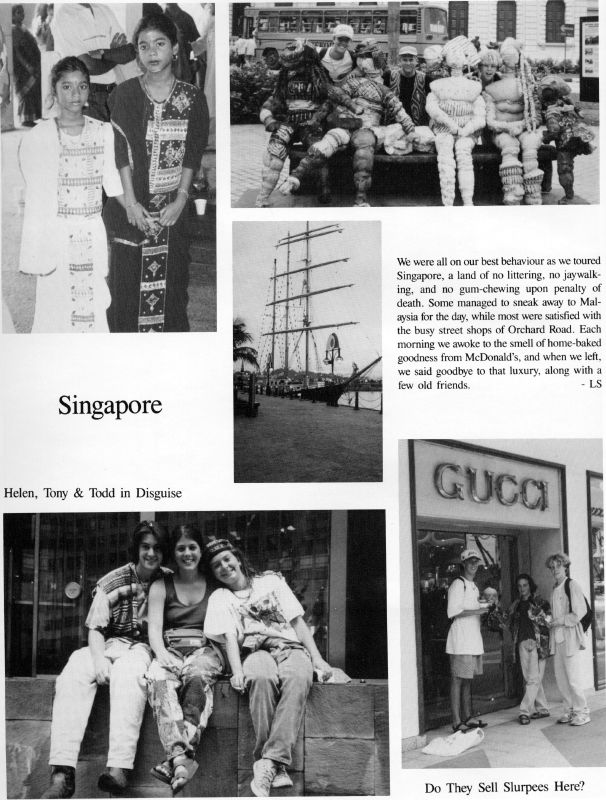 We were all on our best behaviour as we toured
Singapore, a land of no littering, no jaywalk-
ing, and no gum-chewing upon penalty of
death. Some managed to sneak away to Mal-
aysia for the day, while most were satisfied with
the busy street shops of Orchard Road. Each
morning we awoke to the smell of home-baked
goodness from McDonald's, and when we left,
we said goodbye to that luxury, along with a
few old friends. - LS
Singapore
Helen, Tony & Todd in Disguise
GUCCI
Do They Sell Slurpees Here?